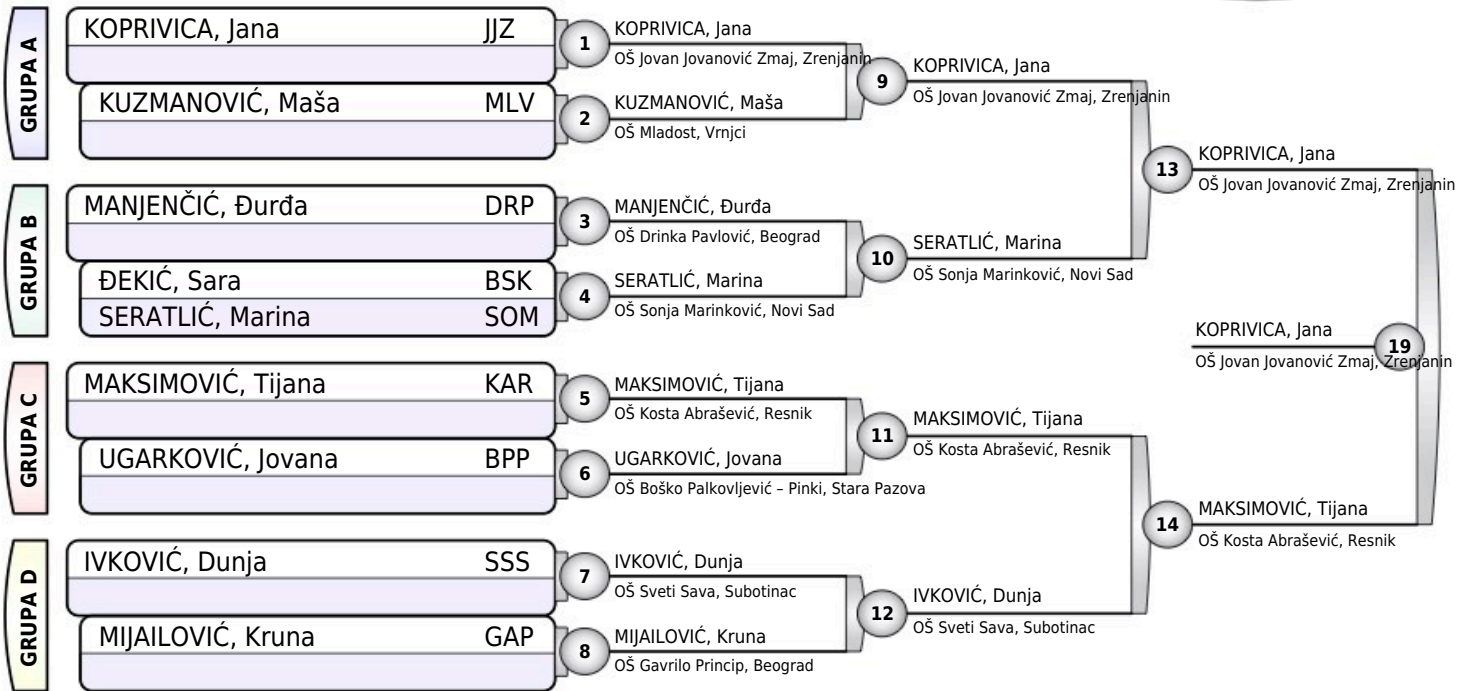 GRUPA A
KOPRIVICA, Jana JJZ
KUZMANOVIĆ, Maša MLV
1
KOPRIVICA, Jana
OŠ Jovan Jovanović Zmaj, Zrenjanin
2
KUZMANOVIĆ, Maša
OŠ Mladost, Vrnjci
9
KOPRIVICA, Jana
OŠ Jovan Jovanović Zmaj, Zrenjanin
GRUPA B
MANJENČIĆ, Đurđa DRP
ĐEKIĆ, Sara BSK
SERATLIĆ, Marina SOM
3
MANJENČIĆ, Đurđa
OŠ Drinka Pavlović, Beograd
4
SERATLIĆ, Marina
OŠ Sonja Marinković, Novi Sad
10
SERATLIĆ, Marina
OŠ Sonja Marinković, Novi Sad
13
KOPRIVICA, Jana
OŠ Jovan Jovanović Zmaj, Zrenjanin
GRUPA C
MAKSIMOVIĆ, Tijana KAR
UGARKOVIĆ, Jovana BPP
5
MAKSIMOVIĆ, Tijana
OŠ Kosta Abrašević, Resnik
6
UGARKOVIĆ, Jovana
OŠ Boško Palkovljević – Pinki, Stara Pazova
11
MAKSIMOVIĆ, Tijana
OŠ Kosta Abrašević, Resnik
GRUPA D
IVKOVIĆ, Dunja SSS
MIJAILOVIĆ, Kruna GAP
7
IVKOVIĆ, Dunja
OŠ Sveti Sava, Subotinac
8
MIJAILOVIĆ, Kruna
OŠ Gavrilo Princip, Beograd
12
IVKOVIĆ, Dunja
OŠ Sveti Sava, Subotinac
14
MAKSIMOVIĆ, Tijana
OŠ Kosta Abrašević, Resnik
KOPRIVICA, Jana
19
OŠ Jovan Jovanović Zmaj, Zrenjanin